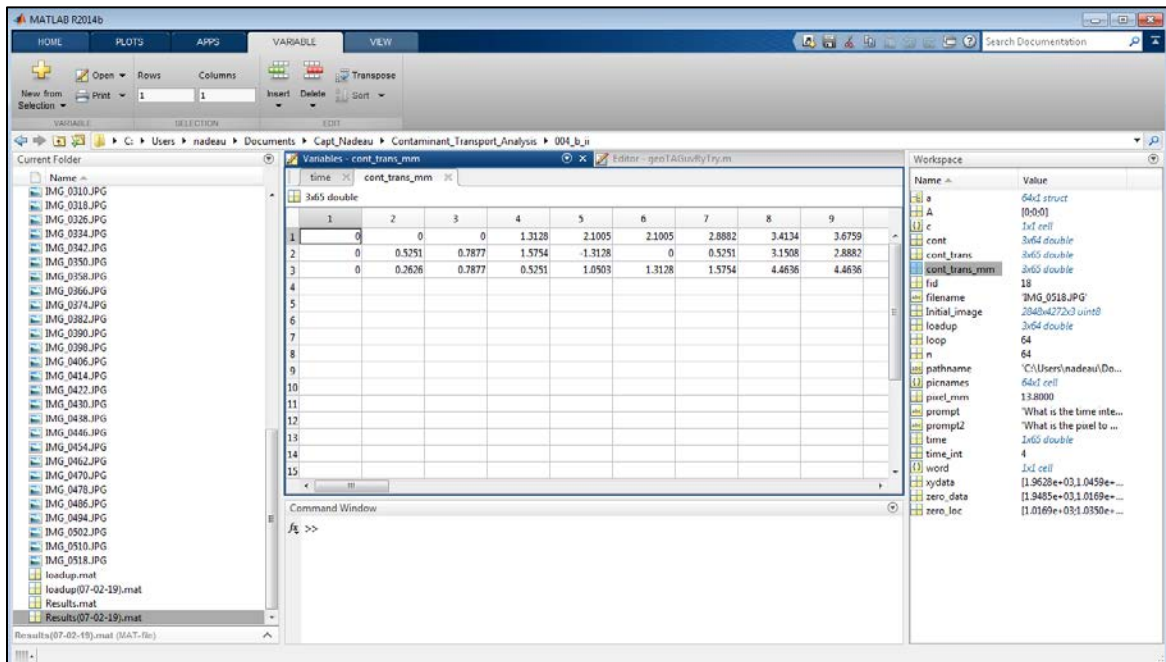 MATLAB R2014b
HOME PLOTS APPS VARIABLE VIEW Search Documentation
New from Selection Open Print Rows 1 Columns 1 Insert Delete Transpose Sort
VARIABLE SELECTION EDIT
C: Users nadeau Documents Capt_Nadeau Contaminant_Transport_Analysis 004_b_ii
Current Folder
Name
IMG_0310.JPG
IMG_0318.JPG
IMG_0326.JPG
IMG_0334.JPG
IMG_0342.JPG
IMG_0350.JPG
IMG_0358.JPG
IMG_0366.JPG
IMG_0374.JPG
IMG_0382.JPG
IMG_0390.JPG
IMG_0398.JPG
IMG_0406.JPG
IMG_0414.JPG
IMG_0422.JPG
IMG_0430.JPG
IMG_0438.JPG
IMG_0446.JPG
IMG_0454.JPG
IMG_0462.JPG
IMG_0470.JPG
IMG_0478.JPG
IMG_0486.JPG
IMG_0494.JPG
IMG_0502.JPG
IMG_0510.JPG
IMG_0518.JPG
loadup.mat
loadup(07-02-19).mat
Results.mat
Results(07-02-19).mat
Results(07-02-19).mat (MAT-file)
Variables - cont_trans_mm
time cont_trans_mm
3x65 double
1 2 3 4 5 6 7 8 9
1 0 0 0 1.3128 2.1005 2.1005 2.8882 3.4134 3.6759
2 0 0.5251 0.7877 1.5754 -1.3128 0 0.5251 3.1508 2.8882
3 0 0.2626 0.7877 0.5251 1.0503 1.3128 1.5754 4.4636 4.4636
4
5
6
7
8
9
10
11
12
13
14
15
Command Window
fx >>
Workspace
Name Value
a 64x1 struct
A [0;0;0]
c 1x1 cell
cont 3x64 double
cont_trans 3x65 double
cont_trans_mm 3x65 double
fid 18
filename 'IMG_0518.JPG'
Initial_image 2848x4272x3 uint8
loadup 3x64 double
loop 64
n 64
pathname 'C:\Users\nadeau\Do...
picnames 64x1 cell
pixel_mm 13.8000
prompt 'What is the time inte...
prompt2 'What is the pixel to ...
time 1x65 double
time_int 4
word 1x1 cell
xydata [1.9628e+03,1.0459e+...
zero_data [1.9485e+03,1.0169e+...
zero_loc [1.0169e+03;1.0350e+...